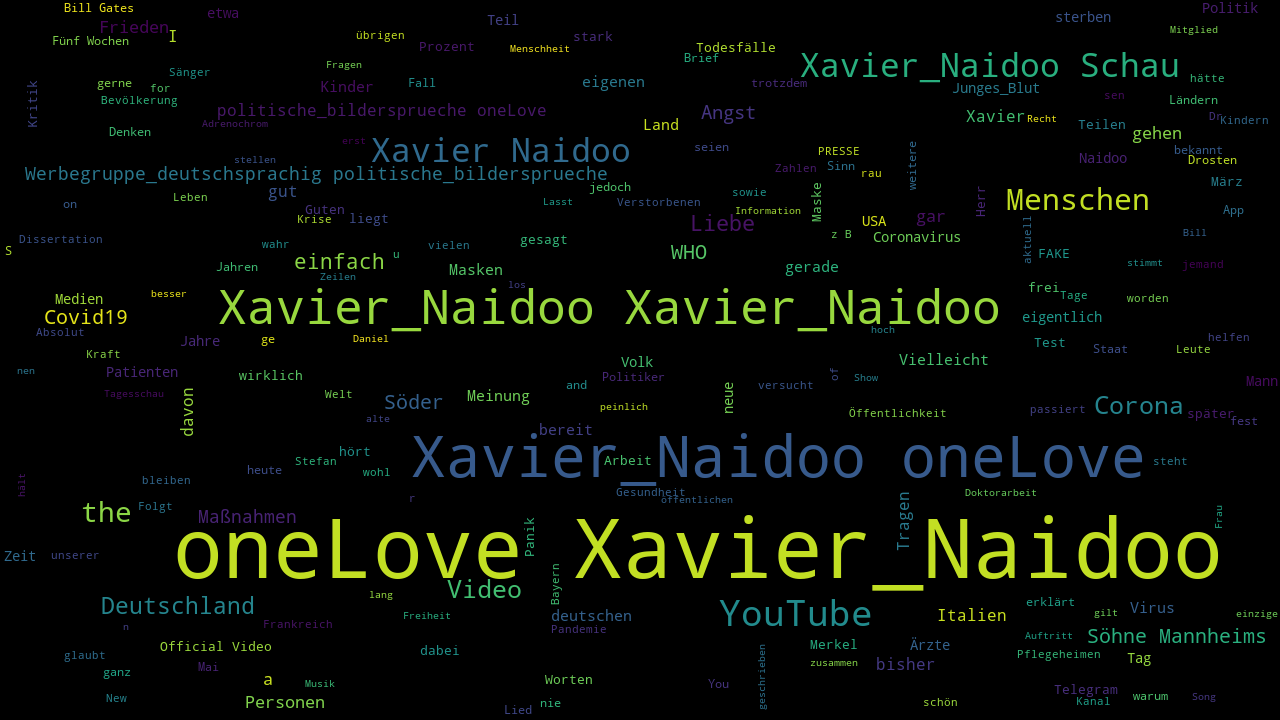 Bill Gates
etwa
Politik
Teil
Frieden
I
Sänger
Fünf Wochen
übrigen
Prozent
stark
Menschheit
Todesfälle
Brief
sterben
Mitglied
Fragen
Xavier_Naidoo Schau
gerne
for
Kinder
Fall
eigenen
trotzdem
Junges_Blut
hätte
Bevölkerung
Kritik
politische_bildersprueche oneLove
Angst
sen
Ländern
Adrenochrom
Denken
Land
Xavier
Recht
Teilen
Dr
Kindern
gehen
erst
Xavier Naidoo
seien
PRESSE
weitere
Naidoo
bekannt
Drosten
stellen
Werbegruppe_deutschsprachig politische_bildersprueche
Zahlen
Sinn
rau
März
Leben
gut
jedoch
sowie
Maske
Herr
Menschen
on
Guten
Krise
liegt
Lasst
Verstorbenen
Information
Liebe
USA
gar
App
Dissertation
wahr
u
vielen
gesagt
WHO
z B
Coronavirus
aktuell
Bill
S
Jahren
einfach
Zeilen
Masken
gerade
FAKE
stimmt
jemand
los
Medien
besser
frei
Tage
worden
Covid19
Xavier_Naidoo Xavier_Naidoo
eigentlich
Absolut
Jahre
ge
Daniel
hoch
Test
Staat
helfen
Leute
Kraft
Volk
Vielleicht
nen
Patienten
wirklich
Politiker
of
Show
Mann
and
versucht
Tagesschau
Welt
Söder
Meinung
peinlich
neue
Öffentlichkeit
passiert
Corona
später
fest
davon
alte
bereit
hört
Xavier_Naidoo oneLove
Stefan
Arbeit
steht
heute
wohl
hält
bleiben
Gesundheit
öffentlichen
Doktorarbeit
r
the
Folgt
Maßnahmen
Panik
Tragen
Frau
Zeit
unserer
oneLove Xavier_Naidoo
Bayern
Video
lang
Deutschland
YouTube
erklärt
Virus
gilt
einzige
Freiheit
deutschen
Italien
n
Frankreich
Pandemie
Auftritt
Söhne Mannheims
Official Video
dabei
Merkel
Ärzte
Pflegeheimen
glaubt
Mai
zusammen
bisher
Tag
ganz
a
Musik
Worten
You
geschrieben
Telegram
warum
Song
New
Personen
Lied
nie
schön
Kanal